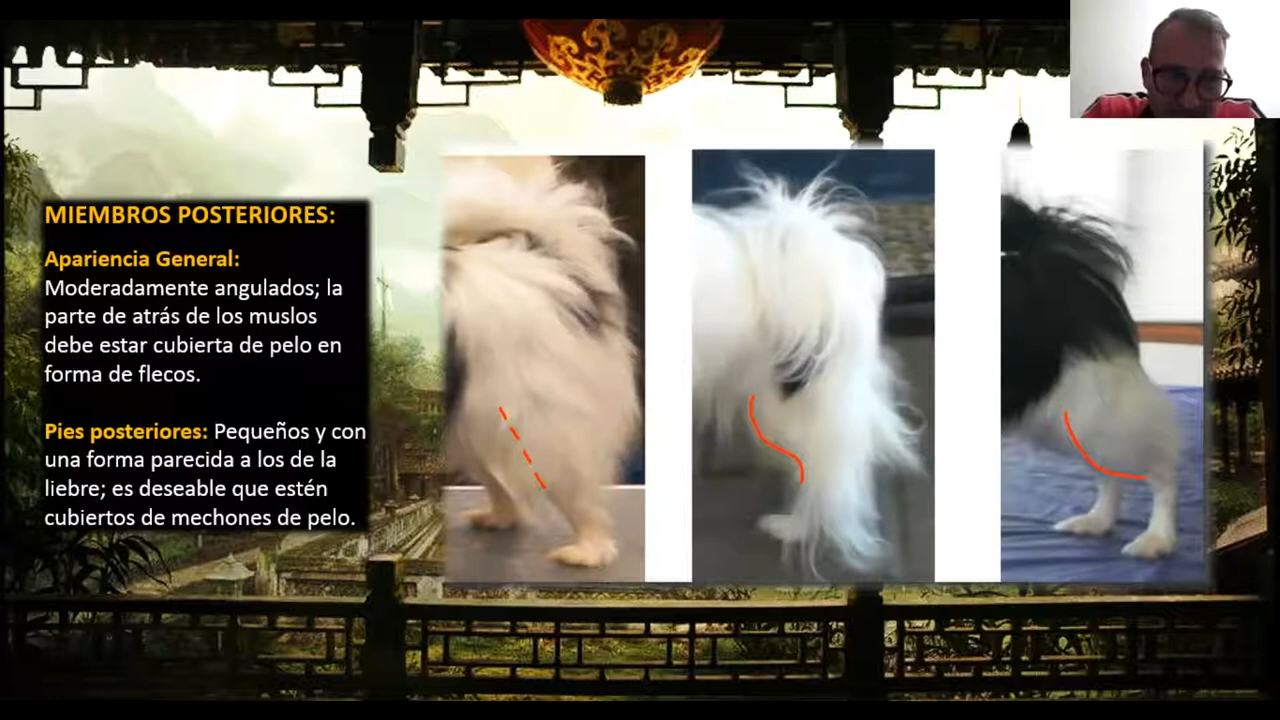 MIEMBROS POSTERIORES:
Apariencia General:
Moderadamente angulados; la
parte de atrás de los muslos
debe estar cubierta de pelo en
forma de flecos.
Pies posteriores: Pequeños y con
una forma parecida a los de la
liebre; es deseable que estén
cubiertos de mechones de pelo.